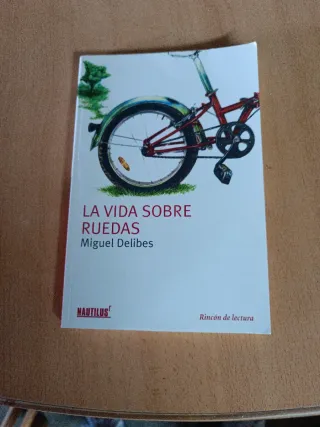 LA VIDA SOBRE
RUEDAS
Miguel Delibes
NAUTILUS
Rincón de lectura